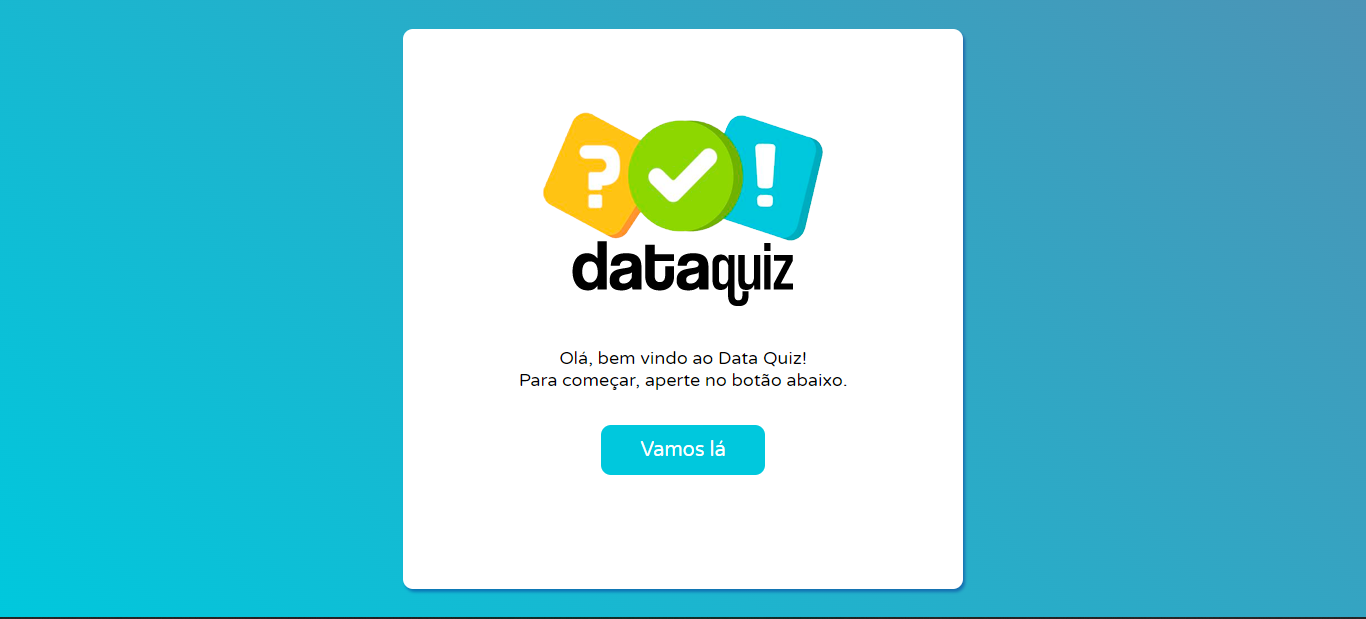 ?
!
dataquiz
Olá, bem vindo ao Data Quiz!
Para começar, aperte no botão abaixo.
Vamos lá